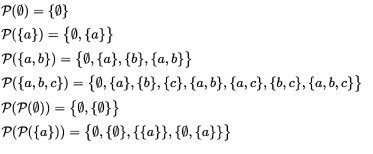 𝒫(∅) = {∅}
𝒫({a}) = {∅, {a}}
𝒫({a, b}) = {∅, {a}, {b}, {a, b}}
𝒫({a, b, c}) = {∅, {a}, {b}, {c}, {a, b}, {a, c}, {b, c}, {a, b, c}}
𝒫(𝒫(∅)) = {∅, {∅}}
𝒫(𝒫({a})) = {∅, {∅}, {{a}}, {∅, {a}}}